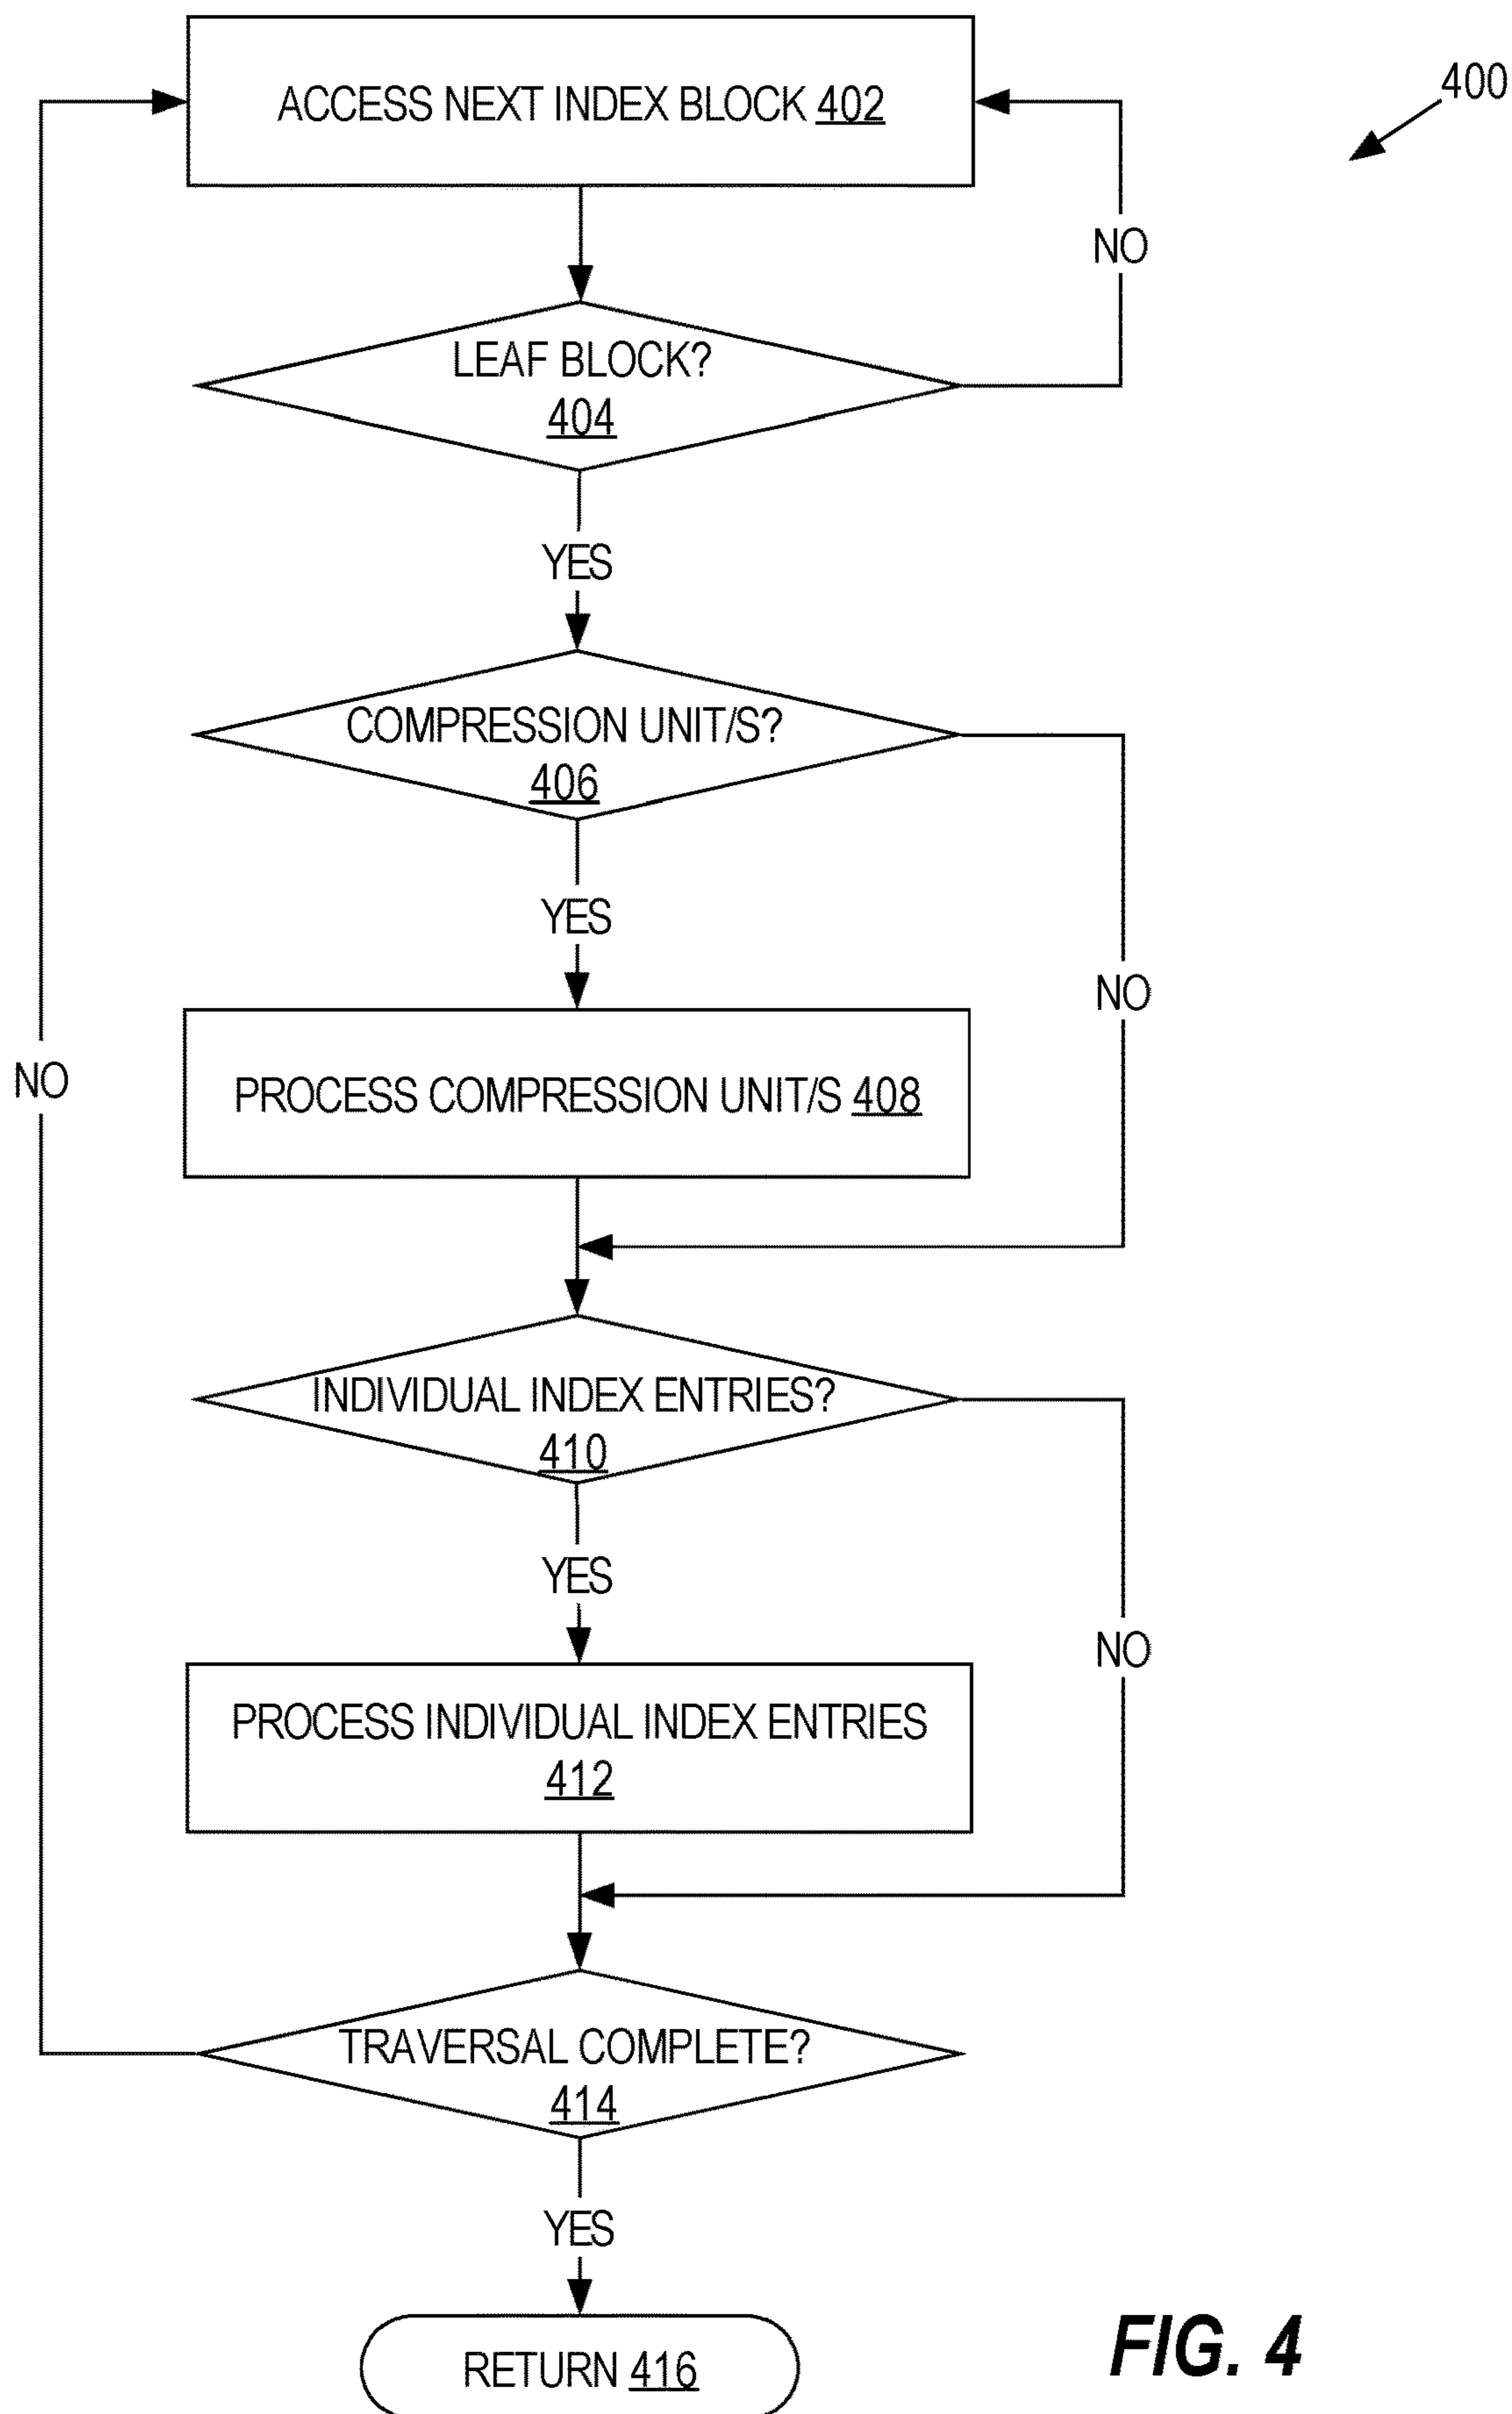 400
ACCESS NEXT INDEX BLOCK 402
NO
LEAF BLOCK?
404
YES
COMPRESSION UNIT/S?
406
YES
NO
NO
PROCESS COMPRESSION UNIT/S 408
INDIVIDUAL INDEX ENTRIES?
410
YES
NO
PROCESS INDIVIDUAL INDEX ENTRIES
412
TRAVERSAL COMPLETE?
414
YES
RETURN 416
FIG. 4